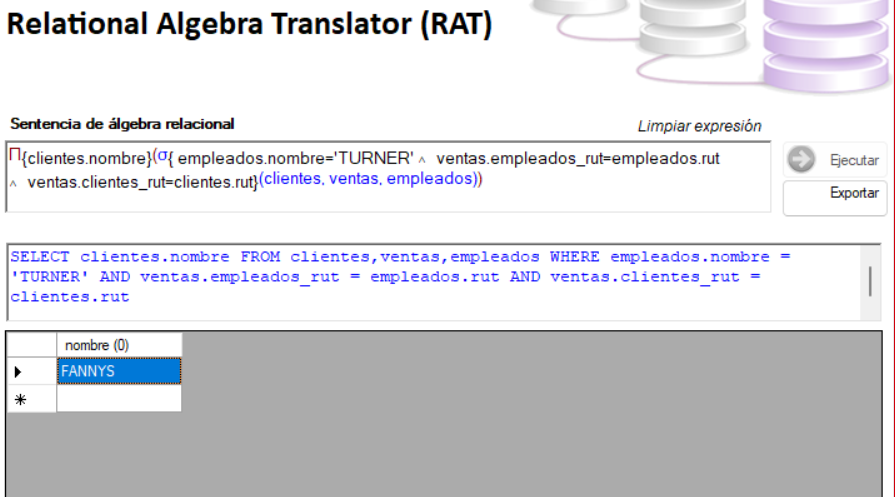 Relational Algebra Translator (RAT)
Sentencia de álgebra relacional
Limpiar expresión
∏{clientes.nombre}(σ{ empleados.nombre='TURNER' ^ ventas.empleados_rut=empleados.rut
^ ventas.clientes_rut=clientes.rut}(clientes, ventas, empleados))
Ejecutar
Exportar
SELECT clientes.nombre FROM clientes,ventas,empleados WHERE empleados.nombre =
'TURNER' AND ventas.empleados_rut = empleados.rut AND ventas.clientes_rut =
clientes.rut
nombre (0)
FANNYS